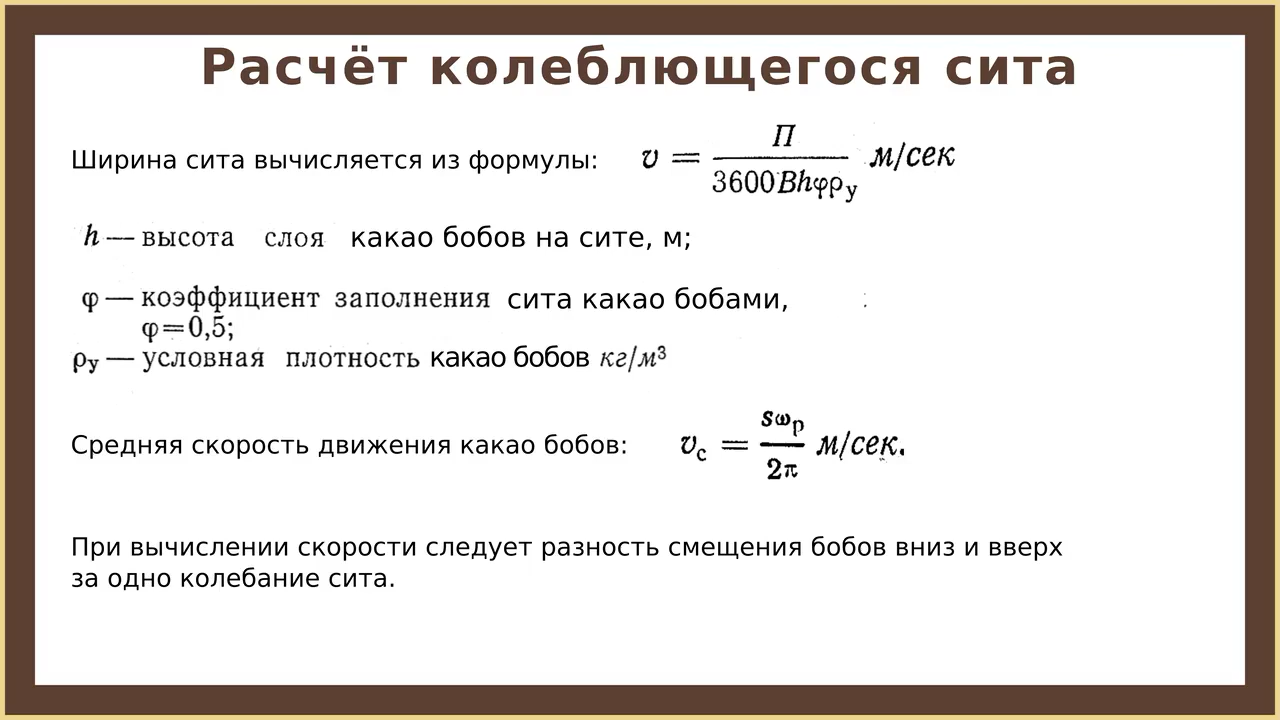 Расчёт колеблющегося сита
Ширина сита вычисляется из формулы: v = П / 3600Bhφρу м/сек
h — высота слоя какао бобов на сите, м;
φ — коэффициент заполнения сита какао бобами,
φ=0,5;
ρу — условная плотность какао бобов кг/м³
Средняя скорость движения какао бобов: vс = sωр / 2π м/сек.
При вычислении скорости следует разность смещения бобов вниз и вверх
за одно колебание сита.